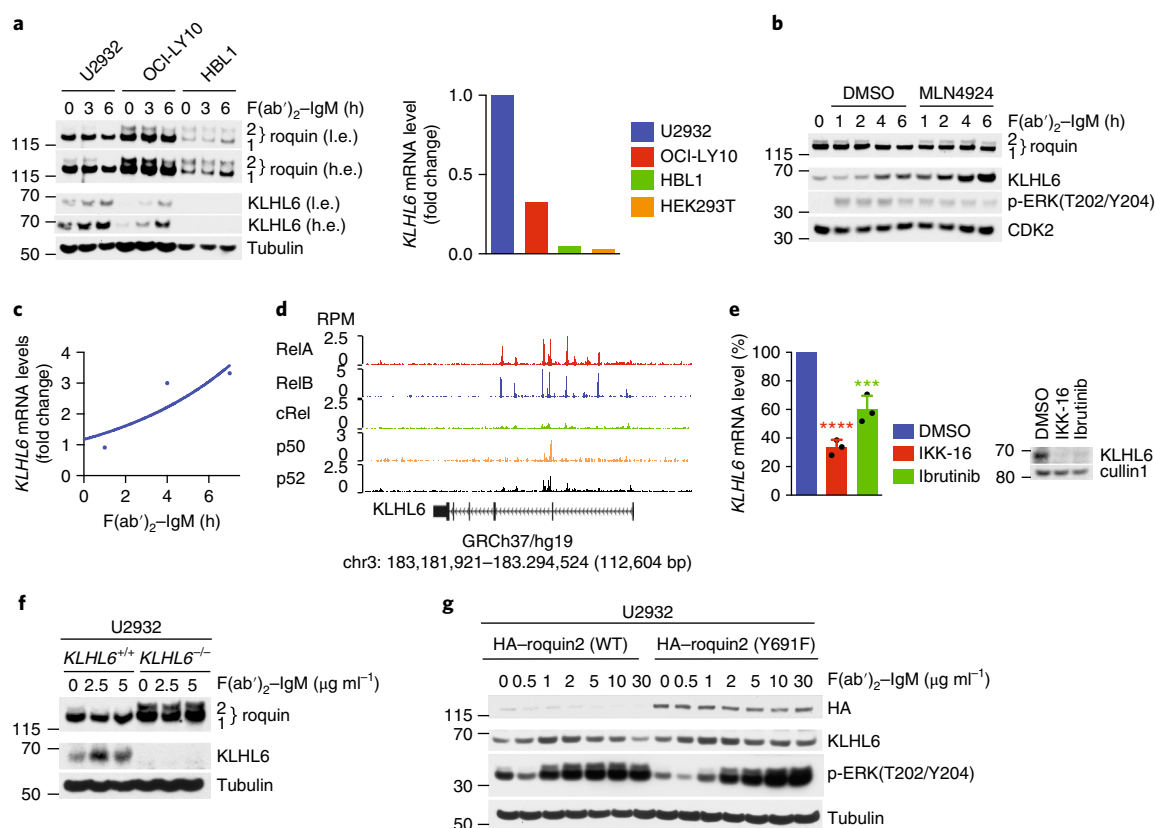 a
U2932 OCI-LY10 HBL1
0 3 6 0 3 6 0 3 6 F(ab′)2–IgM (h)
2
1 } roquin (l.e.)
115
2
1 } roquin (h.e.)
115
70
KLHL6 (l.e.)
70
KLHL6 (h.e.)
50 Tubulin
KLHL6 mRNA level
(fold change)
1.0
0.5
0.0
U2932
OCI-LY10
HBL1
HEK293T
b
DMSO MLN4924
0 1 2 4 6 1 2 4 6 F(ab′)2–IgM (h)
2
1 } roquin
115
70
KLHL6
p-ERK(T202/Y204)
30
CDK2
30
c
KLHL6 mRNA levels
(fold change)
4
3
2
1
0
0 2 4 6
F(ab′)2–IgM (h)
d
RPM
RelA 2.5
0
RelB 5
0
cRel 2.5
0
p50 3
0
p52 2.5
0
KLHL6
GRCh37/hg19
chr3: 183,181,921–183.294,524 (112,604 bp)
e
KLHL6 mRNA level (%)
100
80
60
40
20
0
****
***
DMSO
IKK-16
Ibrutinib
DMSO
IKK-16
Ibrutinib
70 KLHL6
80 cullin1
f
U2932
KLHL6+/+ KLHL6−/−
0 2.5 5 0 2.5 5 F(ab′)2–IgM (μg ml−1)
2
1 } roquin
115
70
KLHL6
50 Tubulin
g
U2932
HA–roquin2 (WT) HA–roquin2 (Y691F)
0 0.5 1 2 5 10 30 0 0.5 1 2 5 10 30 F(ab′)2–IgM (μg ml−1)
115 HA
70 KLHL6
p-ERK(T202/Y204)
30
50 Tubulin